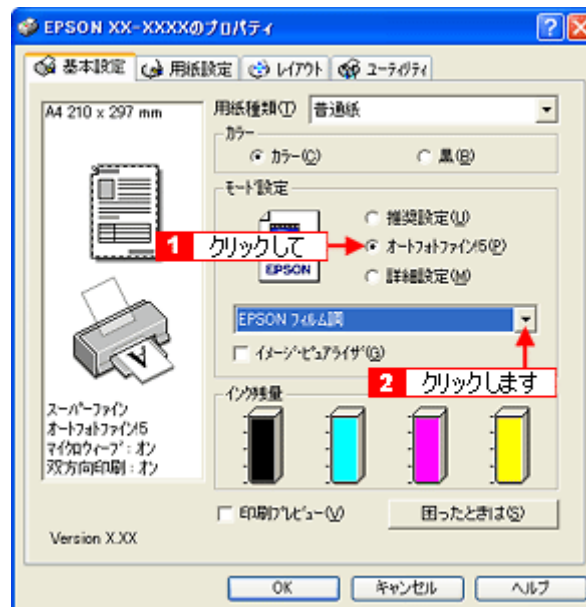 EPSON XX-XXXXのプロパティ
基本設定 用紙設定 レイアウト ユーティリティ
A4 210 x 297 mm
用紙種類(T) 普通紙
カラー
カラー(C) 黒(B)
モード設定
推奨設定(U)
1 クリックして
オートフォトファイン!5(P)
EPSON
詳細設定(M)
EPSON フィルム調
イメージ・ピュアライザ(G)
2 クリックします
インク残量
スーパーファイン
オートフォトファイン!5
マイクロウィーブ : オン
双方向印刷 : オン
印刷プレビュー(V) 困ったときは(S)
Version X.XX
OK キャンセル ヘルプ